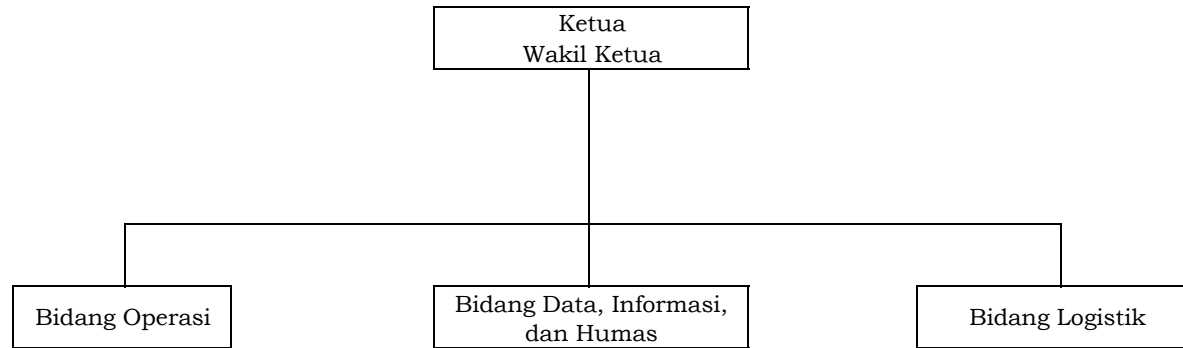 Ketua
Wakil Ketua
Bidang Operasi
Bidang Data, Informasi,
dan Humas
Bidang Logistik